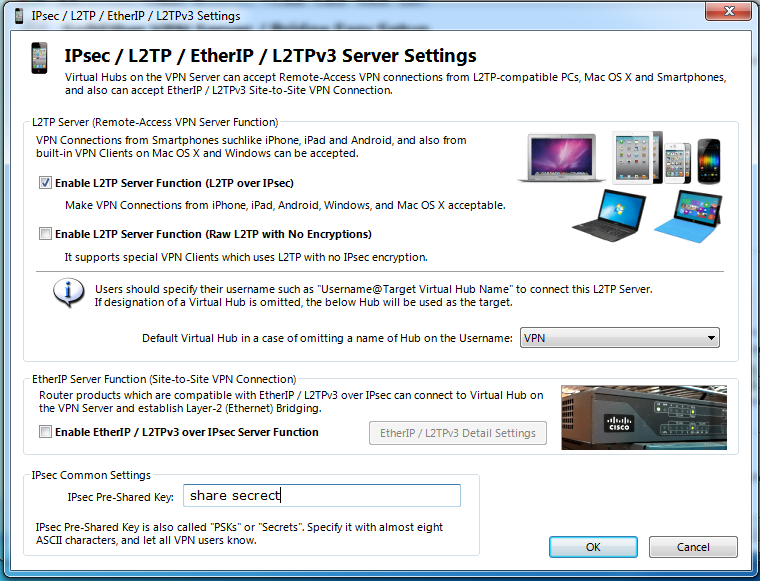 IPsec / L2TP / EtherIP / L2TPv3 Settings
IPsec / L2TP / EtherIP / L2TPv3 Server Settings
Virtual Hubs on the VPN Server can accept Remote-Access VPN connections from L2TP-compatible PCs, Mac OS X and Smartphones,
and also can accept EtherIP / L2TPv3 Site-to-Site VPN Connection.
L2TP Server (Remote-Access VPN Server Function)
VPN Connections from Smartphones suchlike iPhone, iPad and Android, and also from
built-in VPN Clients on Mac OS X and Windows can be accepted.
Enable L2TP Server Function (L2TP over IPsec)
Make VPN Connections from iPhone, iPad, Android, Windows, and Mac OS X acceptable.
Enable L2TP Server Function (Raw L2TP with No Encryptions)
It supports special VPN Clients which uses L2TP with no IPsec encryption.
Users should specify their username such as "Username@Target Virtual Hub Name" to connect this L2TP Server.
If designation of a Virtual Hub is omitted, the below Hub will be used as the target.
Default Virtual Hub in a case of omitting a name of Hub on the Username: VPN
EtherIP Server Function (Site-to-Site VPN Connection)
Router products which are compatible with EtherIP / L2TPv3 over IPsec can connect to Virtual Hub on
the VPN Server and establish Layer-2 (Ethernet) Bridging.
Enable EtherIP / L2TPv3 over IPsec Server Function
EtherIP / L2TPv3 Detail Settings
CISCO
IPsec Common Settings
IPsec Pre-Shared Key: share secrect
IPsec Pre-Shared Key is also called "PSKs" or "Secrets". Specify it with almost eight
ASCII characters, and let all VPN users know.
OK
Cancel